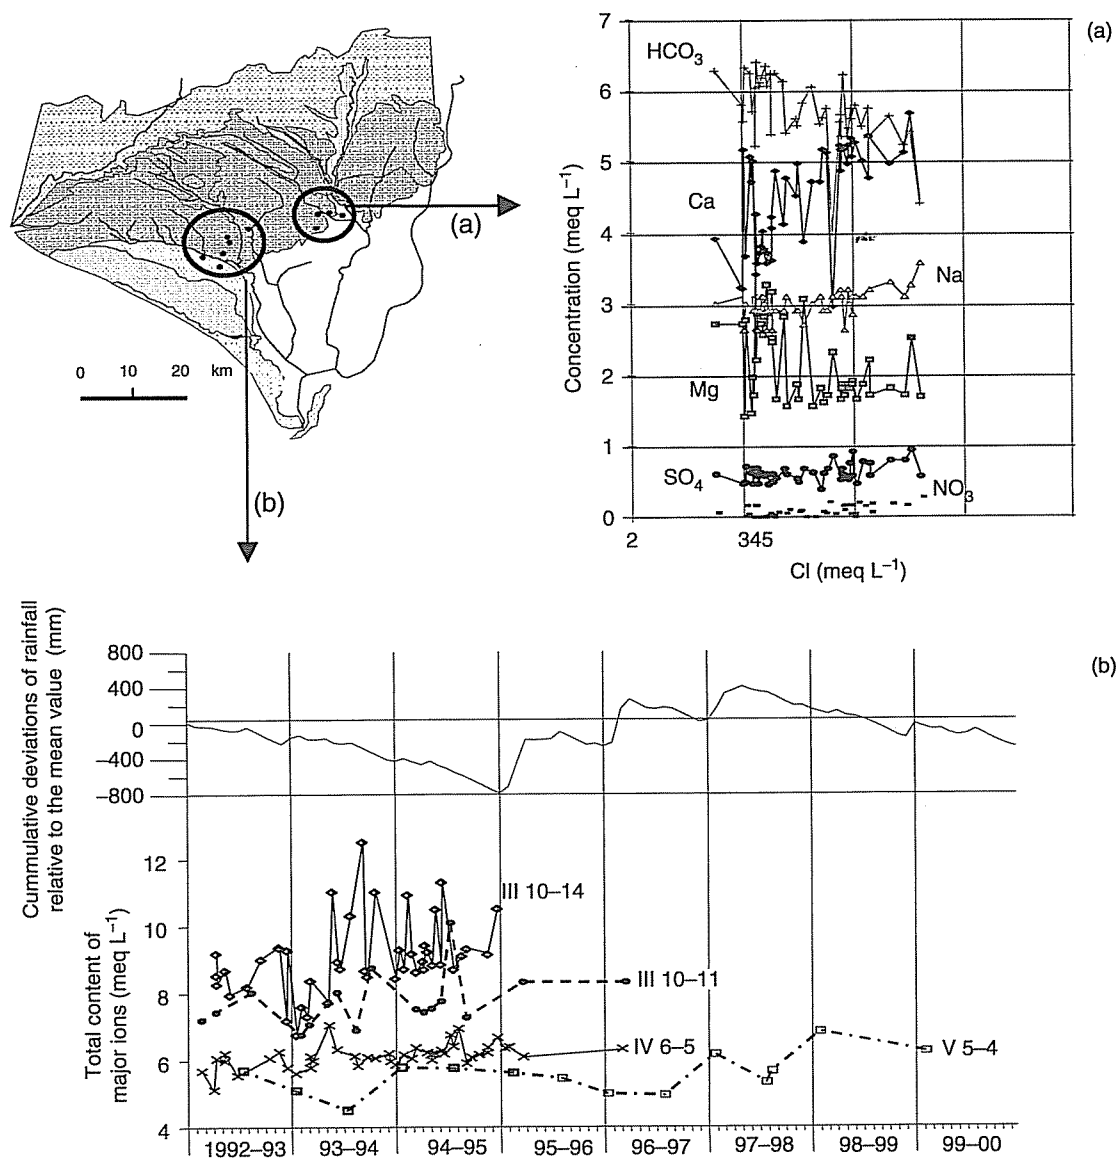 (a)
(b)
0 10 20 km
(a)
Concentration (meq L⁻¹)
7
6
5
4
3
2
1
0
HCO₃
Ca
Na
Mg
SO₄
NO₃
2 345
Cl (meq L⁻¹)
(b)
Cummulative deviations of rainfall
relative to the mean value (mm)
800
400
0
−400
−800
Total content of
major ions (meq L⁻¹)
12
10
8
6
4
III 10–14
III 10–11
IV 6–5
V 5–4
1992–93 93–94 94–95 95–96 96–97 97–98 98–99 99–00